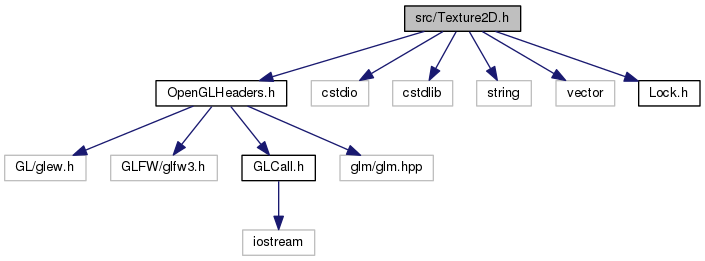 src/Texture2D.h
OpenGLHeaders.h
cstdio
cstdlib
string
vector
Lock.h
GL/glew.h
GLFW/glfw3.h
GLCall.h
glm/glm.hpp
iostream